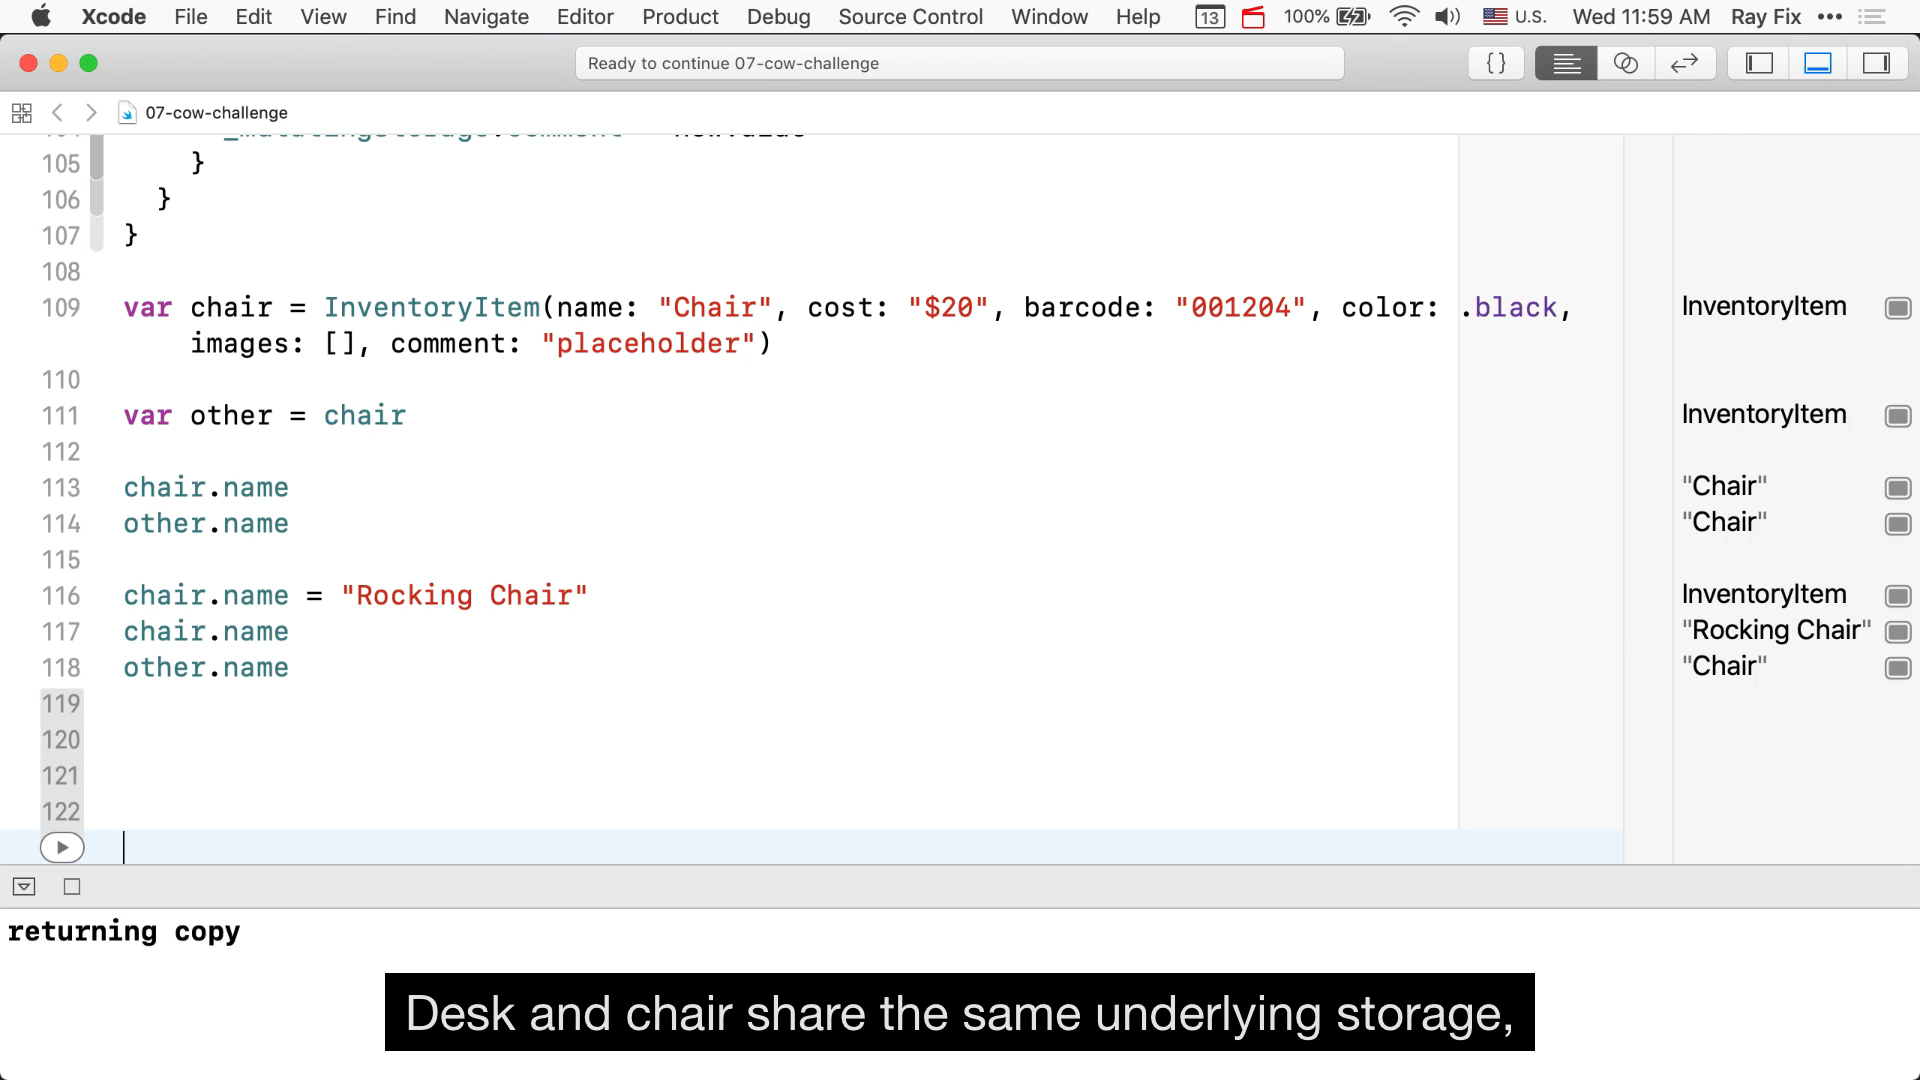 Xcode File Edit View Find Navigate Editor Product Debug Source Control Window Help 13 100% U.S. Wed 11:59 AM Ray Fix
Ready to continue 07-cow-challenge
{}
07-cow-challenge
105 }
106 }
107 }
108
109 var chair = InventoryItem(name: "Chair", cost: "$20", barcode: "001204", color: .black, InventoryItem
images: [], comment: "placeholder")
110
111 var other = chair InventoryItem
112
113 chair.name "Chair"
114 other.name "Chair"
115
116 chair.name = "Rocking Chair" InventoryItem
117 chair.name "Rocking Chair"
118 other.name "Chair"
119
120
121
122
returning copy
Desk and chair share the same underlying storage,